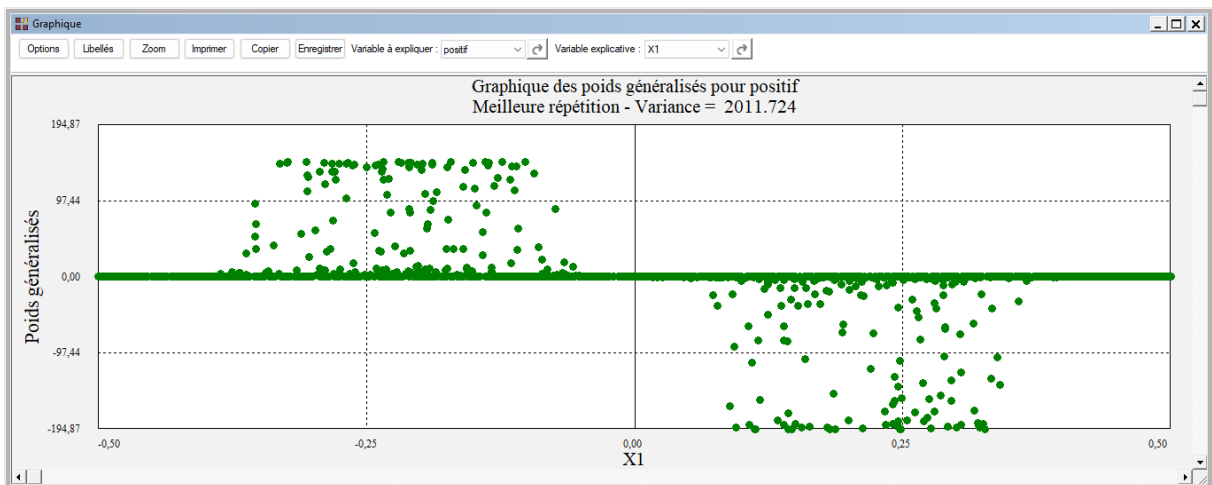 Graphique
Options Libellés Zoom Imprimer Copier Enregistrer Variable à expliquer : positif Variable explicative : X1
Graphique des poids généralisés pour positif
Meilleure répétition - Variance = 2011.724
194,87
97,44
0,00
-97,44
-194,87
Poids généralisés
-0,50 -0,25 0,00 0,25 0,50
X1